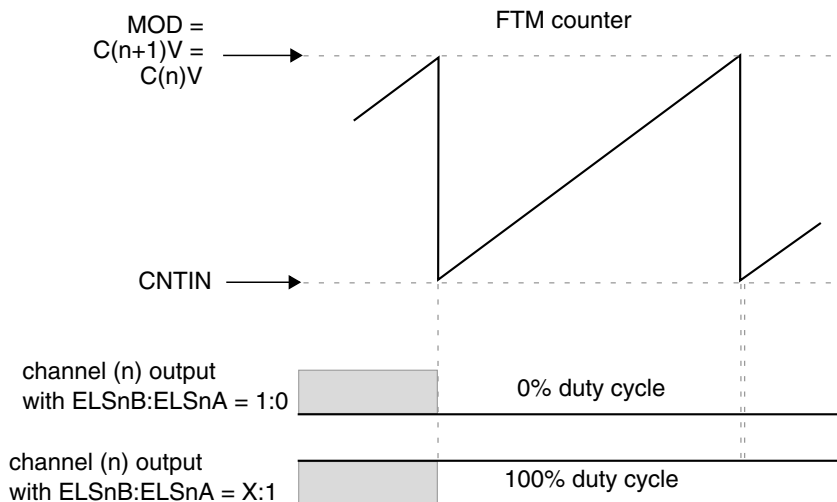 MOD =
C(n+1)V =
C(n)V
FTM counter
CNTIN
channel (n) output
with ELSnB:ELSnA = 1:0
0% duty cycle
channel (n) output
with ELSnB:ELSnA = X:1
100% duty cycle